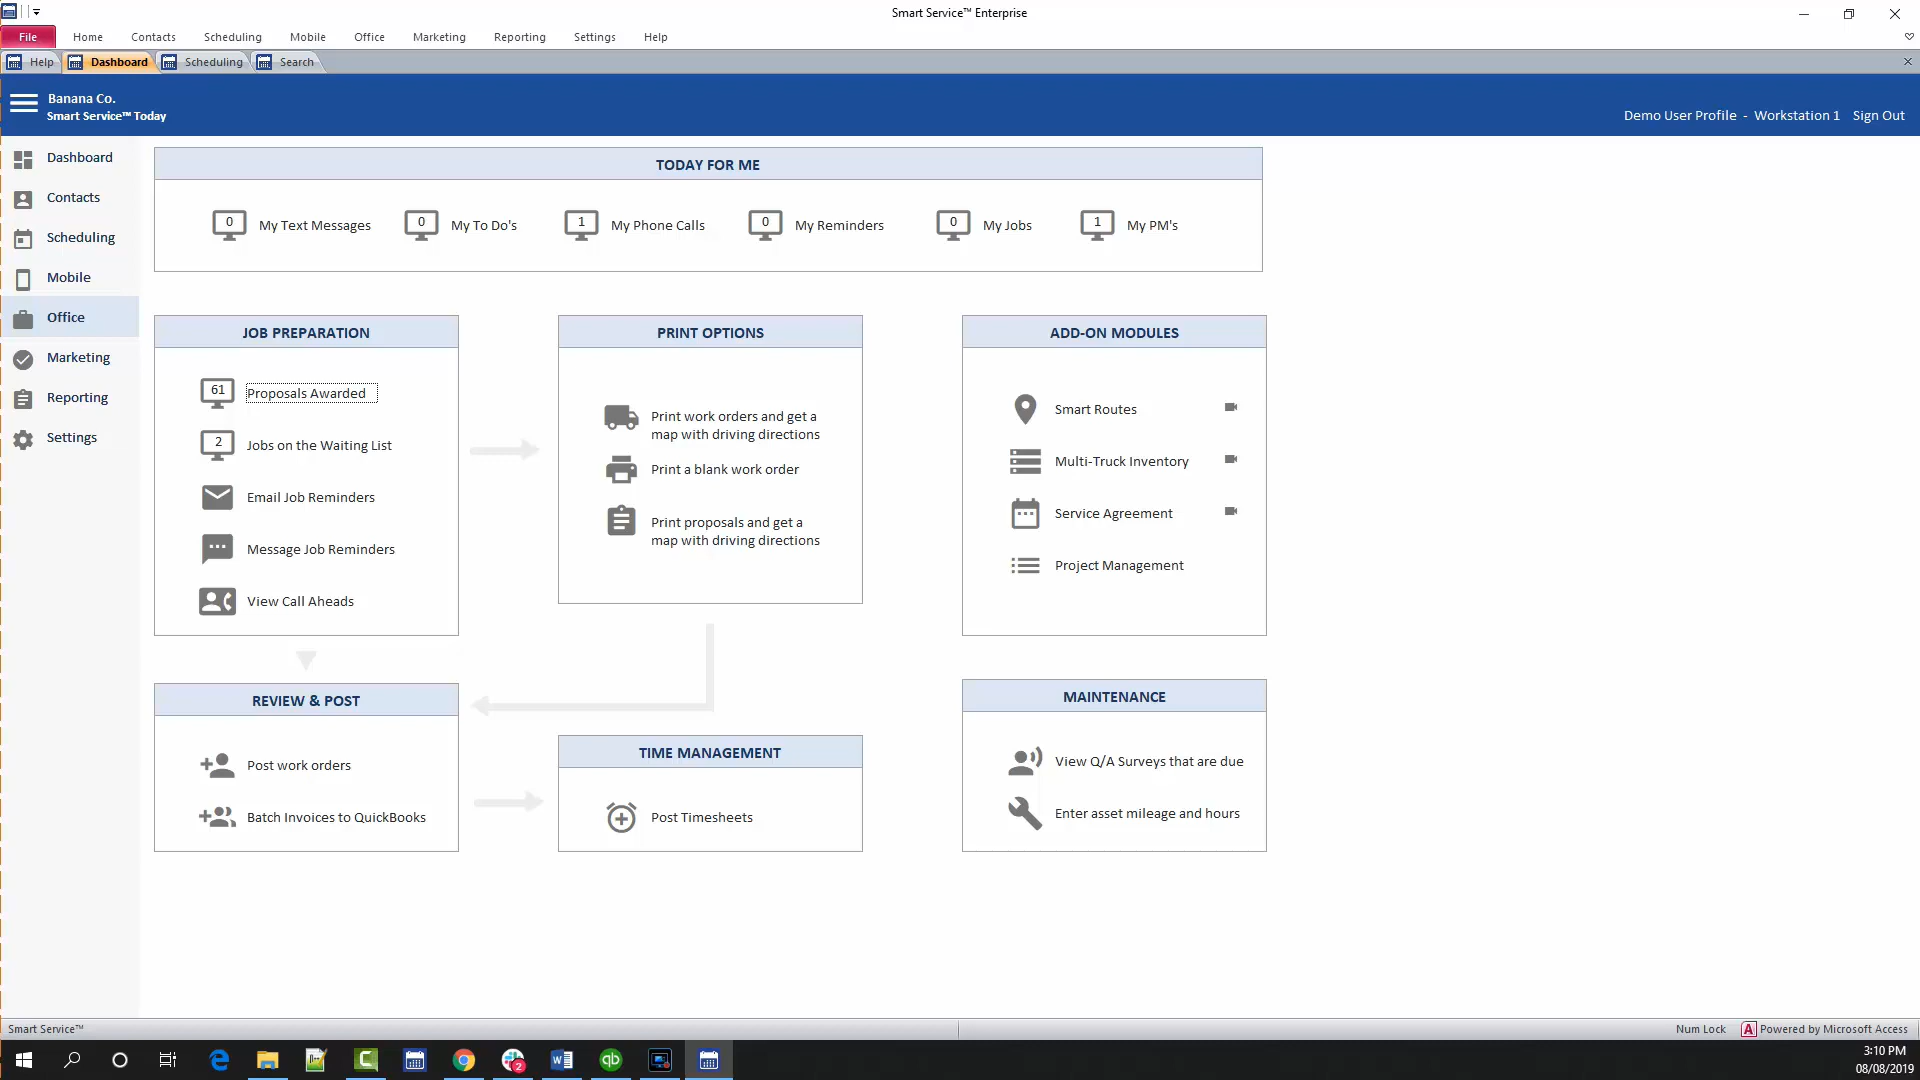 Smart Service™ Enterprise
File Home Contacts Scheduling Mobile Office Marketing Reporting Settings Help
Help Dashboard Scheduling Search
Banana Co.
Smart Service™ Today
Demo User Profile - Workstation 1 Sign Out
Dashboard
Contacts
Scheduling
Mobile
Office
Marketing
Reporting
Settings
TODAY FOR ME
0 My Text Messages 0 My To Do's 1 My Phone Calls 0 My Reminders 0 My Jobs 1 My PM's
JOB PREPARATION
61 Proposals Awarded
2 Jobs on the Waiting List
Email Job Reminders
Message Job Reminders
View Call Aheads
PRINT OPTIONS
Print work orders and get a
map with driving directions
Print a blank work order
Print proposals and get a
map with driving directions
ADD-ON MODULES
Smart Routes
Multi-Truck Inventory
Service Agreement
Project Management
REVIEW & POST
Post work orders
Batch Invoices to QuickBooks
TIME MANAGEMENT
Post Timesheets
MAINTENANCE
View Q/A Surveys that are due
Enter asset mileage and hours
Smart Service™
Num Lock A Powered by Microsoft Access
2
W
qb
3:10 PM
08/08/2019